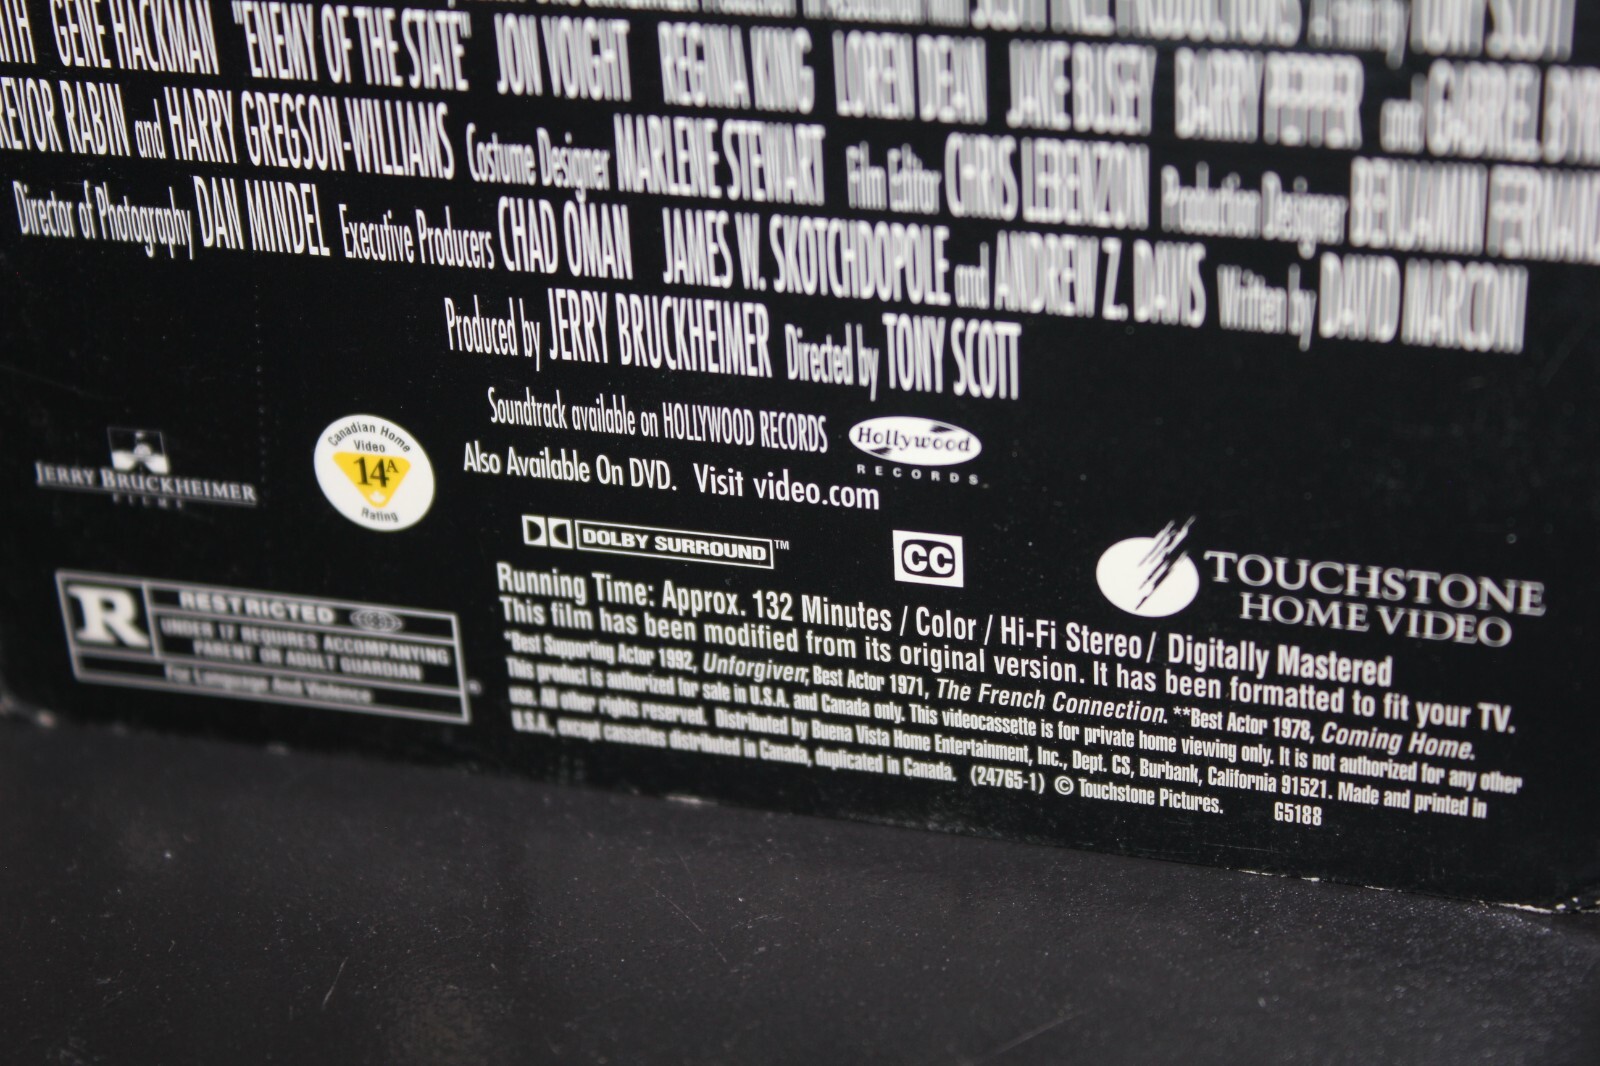 GENE HACKMAN "ENEMY OF THE STATE" JON VOIGHT REGINA KING LOREN DEAN JAKE BUSEY BARRY PEPPER and GABRIEL BYR
REVOR RABIN and HARRY GREGSON-WILLIAMS Costume Designer MARLENE STEWART Film Editor CHRIS LEBENZON Production Designer BENJAMIN FERNAND
Director of Photography DAN MINDEL Executive Producers CHAD OMAN JAMES W. SKOTCHDOPOLE and ANDREW Z. DAVIS Written by DAVID MARCONI
Produced by JERRY BRUCKHEIMER Directed by TONY SCOTT
Soundtrack available on HOLLYWOOD RECORDS
Hollywood
RECORDS
Also Available On DVD. Visit video.com
JERRY BRUCKHEIMER
FILMS
Canadian Home
Video
14A
Rating
DOLBY SURROUND™
CC
TOUCHSTONE
HOME VIDEO
R
RESTRICTED
UNDER 17 REQUIRES ACCOMPANYING
PARENT OR ADULT GUARDIAN
For Language And Violence
Running Time: Approx. 132 Minutes / Color / Hi-Fi Stereo / Digitally Mastered
This film has been modified from its original version. It has been formatted to fit your TV.
*Best Supporting Actor 1992, Unforgiven; Best Actor 1971, The French Connection. **Best Actor 1978, Coming Home.
This product is authorized for sale in U.S.A. and Canada only. This videocassette is for private home viewing only. It is not authorized for any other
use. All other rights reserved. Distributed by Buena Vista Home Entertainment, Inc., Dept. CS, Burbank, California 91521. Made and printed in
U.S.A., except cassettes distributed in Canada, duplicated in Canada. (24765-1) © Touchstone Pictures. G5188